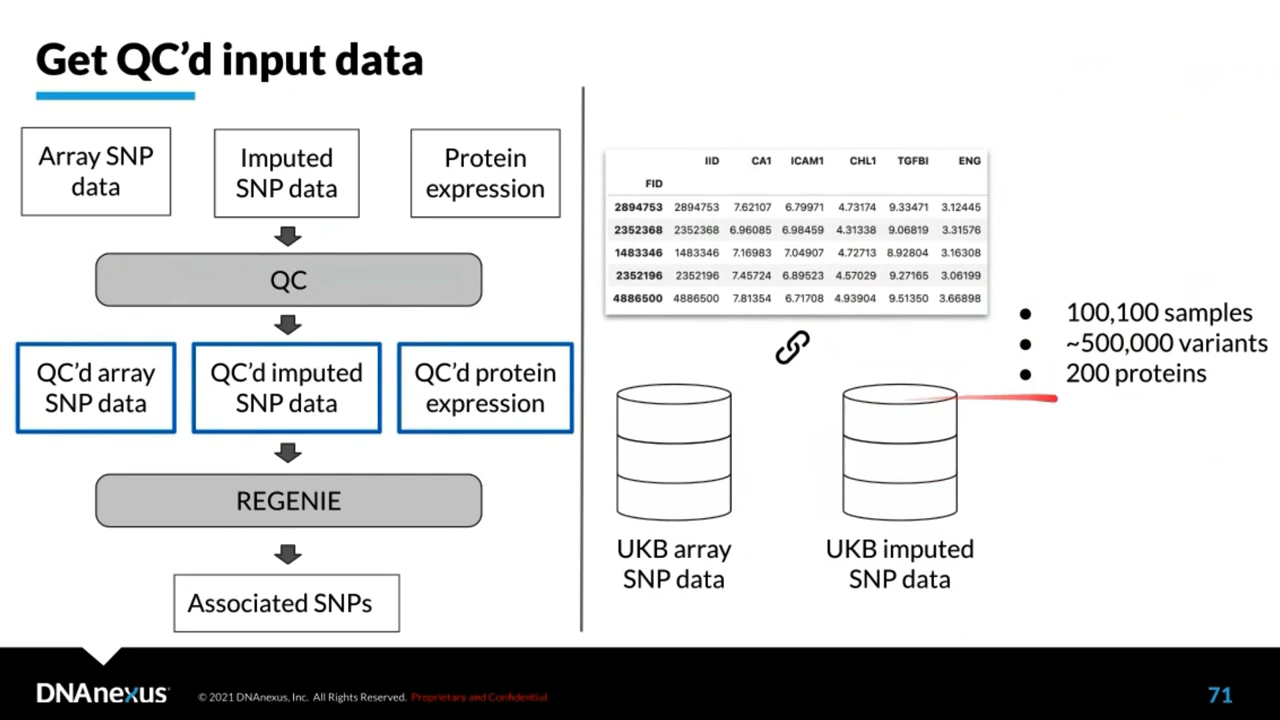 Get QC’d input data
Array SNP
data
Imputed
SNP data
Protein
expression
QC
QC’d array
SNP data
QC’d imputed
SNP data
QC’d protein
expression
REGENIE
Associated SNPs
IID CA1 ICAM1 CHL1 TGFBI ENG
FID
2894753 2894753 7.62107 6.79971 4.73174 9.33471 3.12445
2352368 2352368 6.96085 6.98459 4.31338 9.06819 3.31576
1483346 1483346 7.16983 7.04907 4.72713 8.92804 3.16308
2352196 2352196 7.45724 6.89523 4.57029 9.27165 3.06199
4886500 4886500 7.81354 6.71708 4.93904 9.51350 3.66898
● 100,100 samples
● ~500,000 variants
● 200 proteins
UKB array
SNP data
UKB imputed
SNP data
DNAnexus
© 2021 DNAnexus, Inc. All Rights Reserved. Proprietary and Confidential.
71